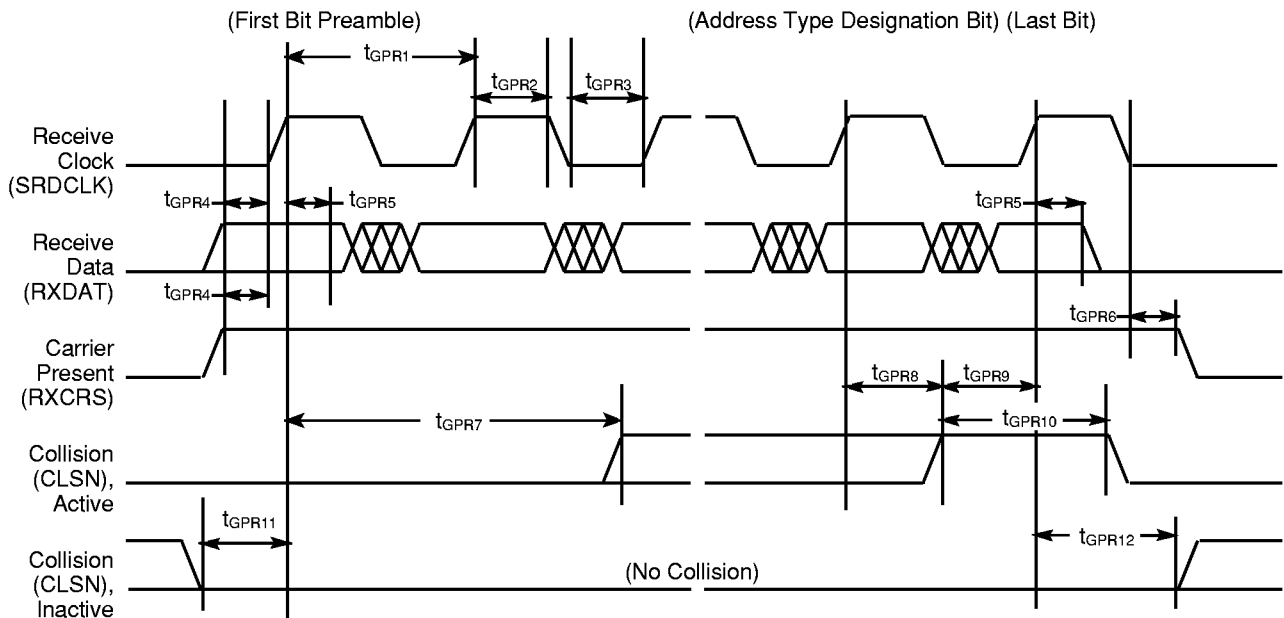 (First Bit Preamble)
(Address Type Designation Bit) (Last Bit)
tGPR1
tGPR2
tGPR3
Receive
Clock
(SRDCLK)
tGPR4
tGPR5
tGPR5
Receive
Data
(RXDAT)
tGPR4
tGPR6
Carrier
Present
(RXCRS)
tGPR8
tGPR9
tGPR7
tGPR10
Collision
(CLSN),
Active
tGPR11
tGPR12
Collision
(CLSN),
Inactive
(No Collision)